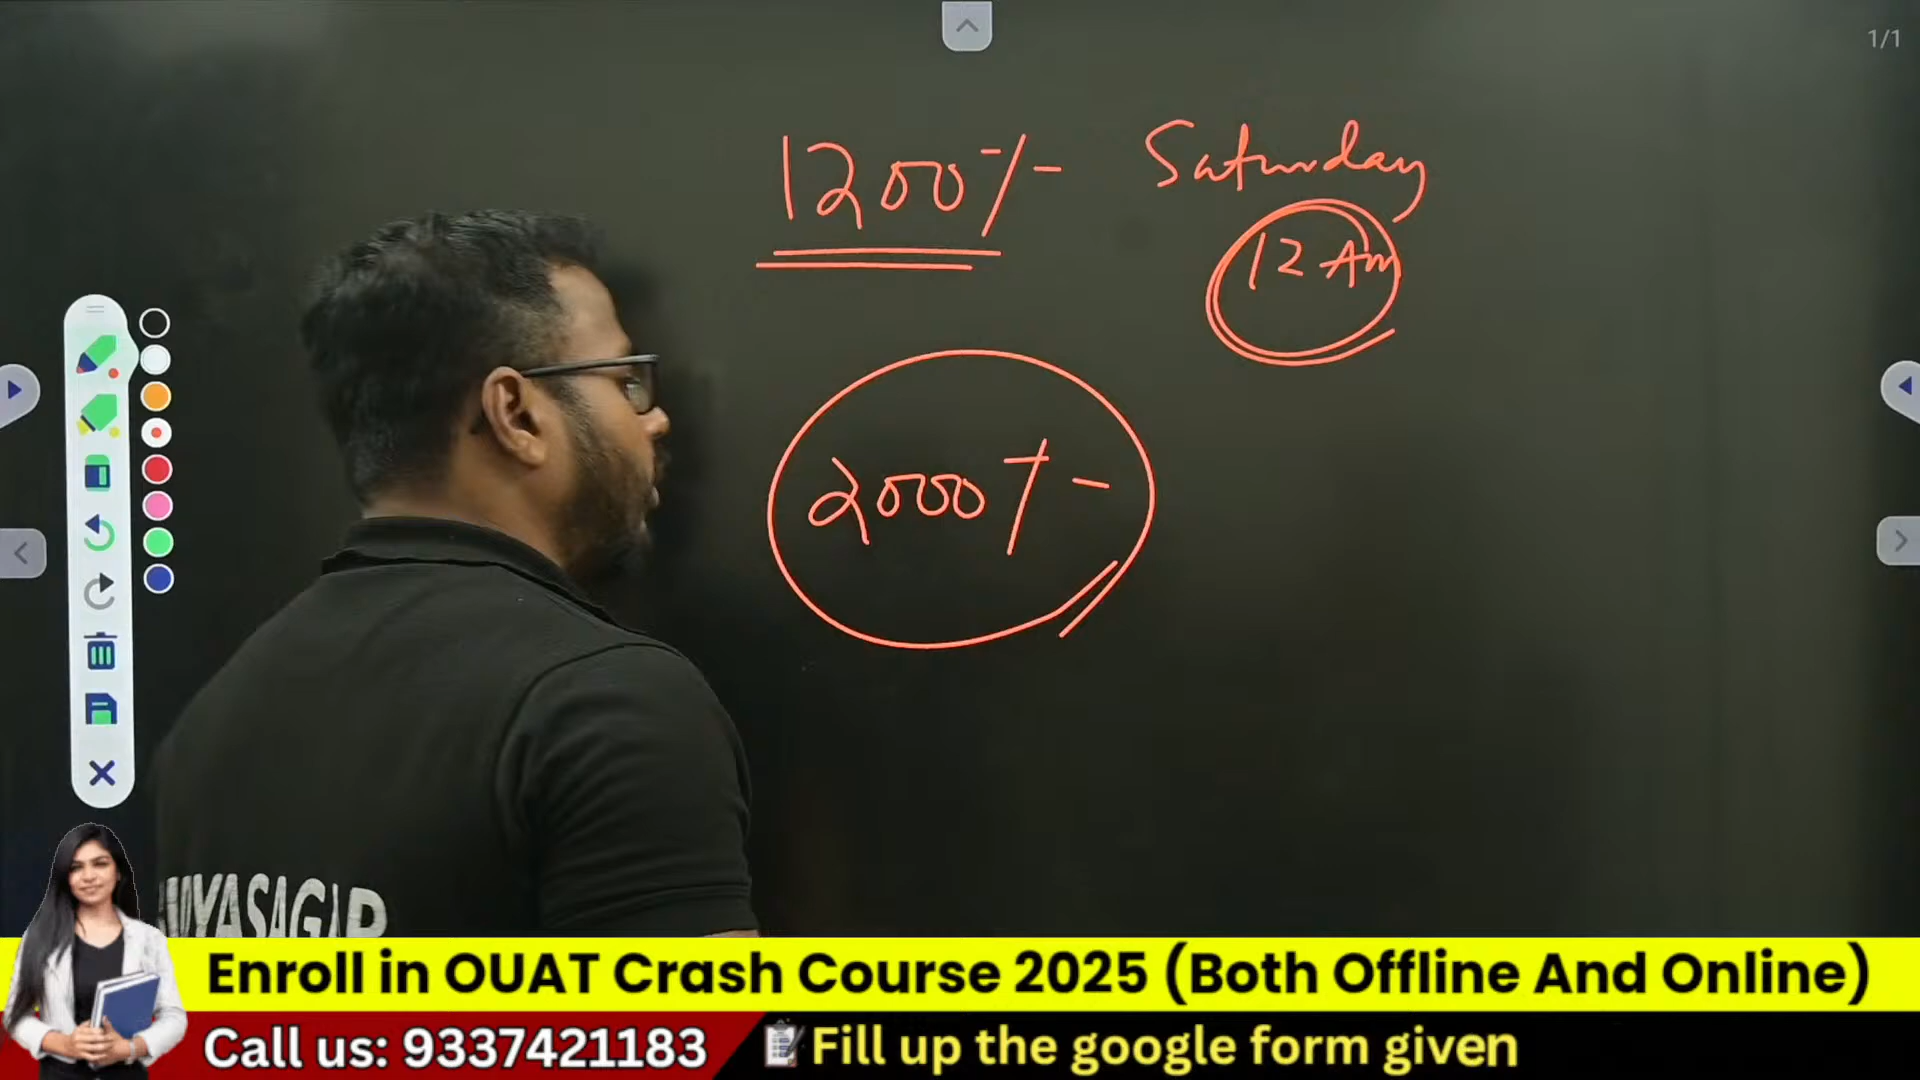 1/1
1200/- Saturday
12 Am
2000/-
Enroll in OUAT Crash Course 2025 (Both Offline And Online)
Call us: 9337421183 Fill up the google form given